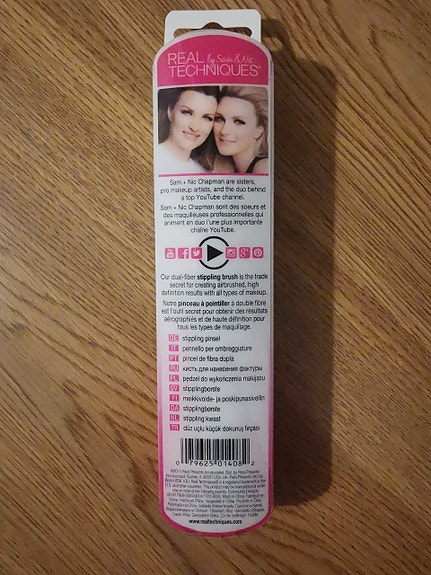 REAL by Sam & Nic
TECHNIQUES®
Sam + Nic Chapman are sisters,
pro makeup artists, and the duo behind
a top YouTube channel.
Sam + Nic Chapman sont des soeurs et
des maquilleuses professionnelles qui
animent en duo l'une plus importante
chaîne YouTube.
Our dual-fiber stippling brush is the trade
secret for creating airbrushed, high
definition results with all types of makeup.
Notre pinceau à pointiller à double fibre
est l'outil secret pour obtenir des résultats
aérographiés et de haute définition pour
tous les types de maquillage.
DE stippling pinsel
IT pennello per ombreggiature
PT pincel de fibra dupla
RU кисть для нанесения фактуры
PL pędzel do wykończenia makijażu
SV stipplingborste
FI meikkivoide- ja poskipunasivellin
DA stipplingbørste
NL stippling kwast
TR düz uçlu küçük dokunuş fırçası
0 79625 01408 2
www.realtechniques.com